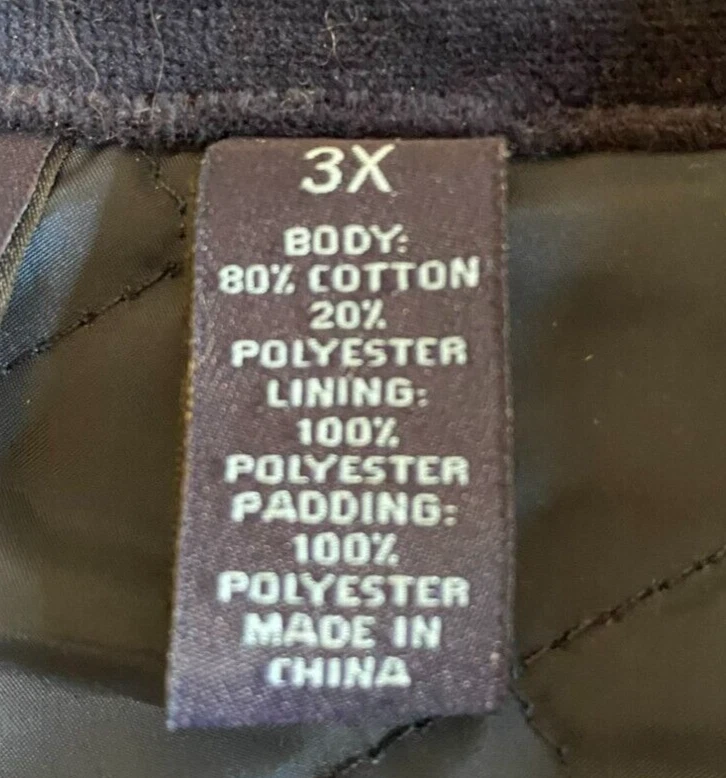 3X
BODY:
80% COTTON
20%
POLYESTER
LINING:
100%
POLYESTER
PADDING:
100%
POLYESTER
MADE IN
CHINA